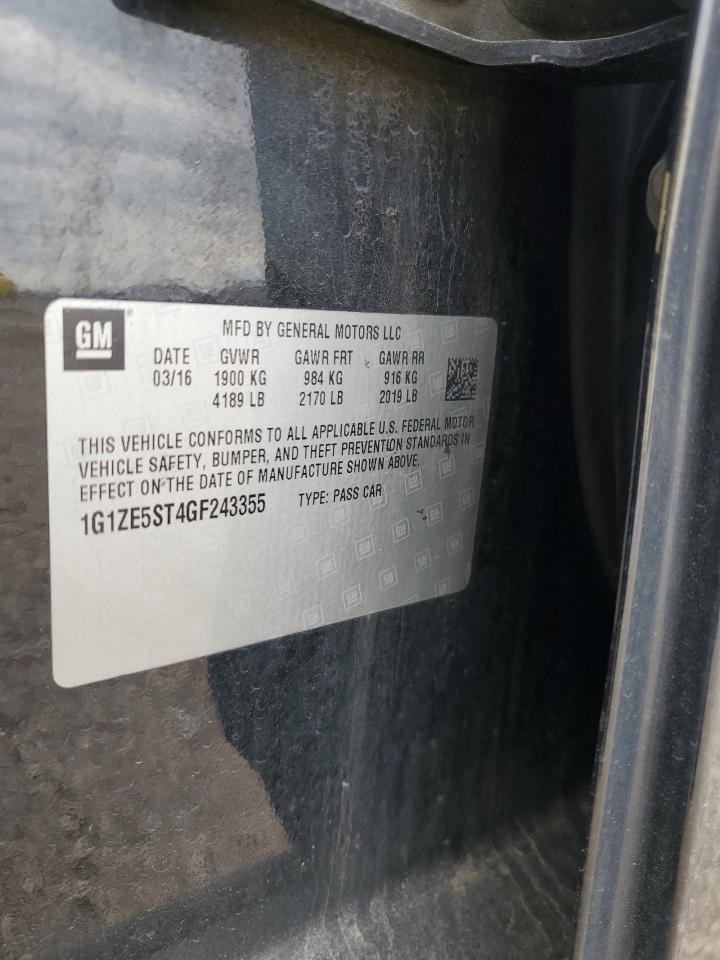 GM
MFD BY GENERAL MOTORS LLC
DATE GVWR GAWR FRT GAWR RR
03/16 1900 KG 984 KG 916 KG
4189 LB 2170 LB 2019 LB
THIS VEHICLE CONFORMS TO ALL APPLICABLE U.S. FEDERAL MOTOR
VEHICLE SAFETY, BUMPER, AND THEFT PREVENTION STANDARDS IN
EFFECT ON THE DATE OF MANUFACTURE SHOWN ABOVE.
1G1ZE5ST4GF243355 TYPE: PASS CAR